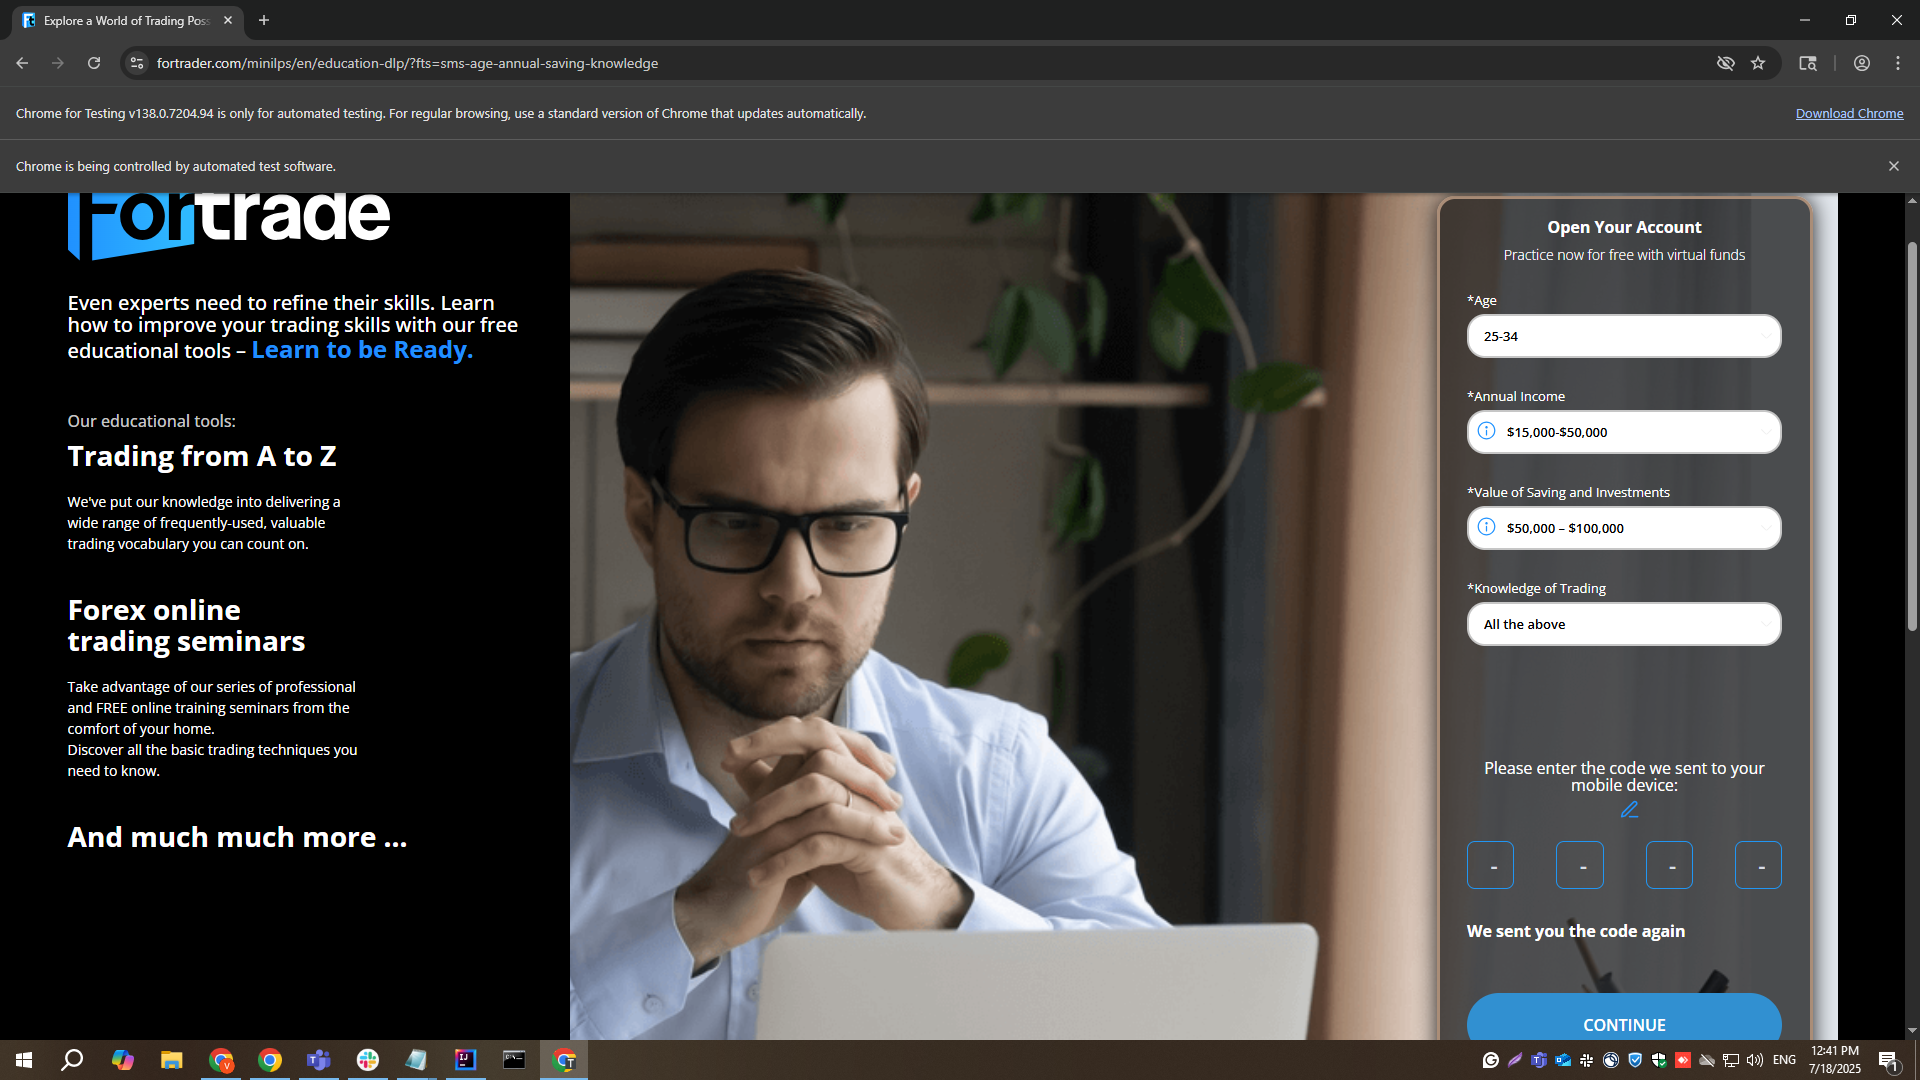 Explore a World of Trading Poss
fortrader.com/minilps/en/education-dlp/?fts=sms-age-annual-saving-knowledge
Chrome for Testing v138.0.7204.94 is only for automated testing. For regular browsing, use a standard version of Chrome that updates automatically.
Download Chrome
Chrome is being controlled by automated test software.
Fortrade
Even experts need to refine their skills. Learn
how to improve your trading skills with our free
educational tools – Learn to be Ready.
Our educational tools:
Trading from A to Z
We've put our knowledge into delivering a
wide range of frequently-used, valuable
trading vocabulary you can count on.
Forex online
trading seminars
Take advantage of our series of professional
and FREE online training seminars from the
comfort of your home.
Discover all the basic trading techniques you
need to know.
And much much more ...
Open Your Account
Practice now for free with virtual funds
*Age
25-34
*Annual Income
$15,000-$50,000
*Value of Saving and Investments
$50,000 – $100,000
*Knowledge of Trading
All the above
Please enter the code we sent to your
mobile device:
- - - -
We sent you the code again
CONTINUE
ENG
12:41 PM
7/18/2025
1